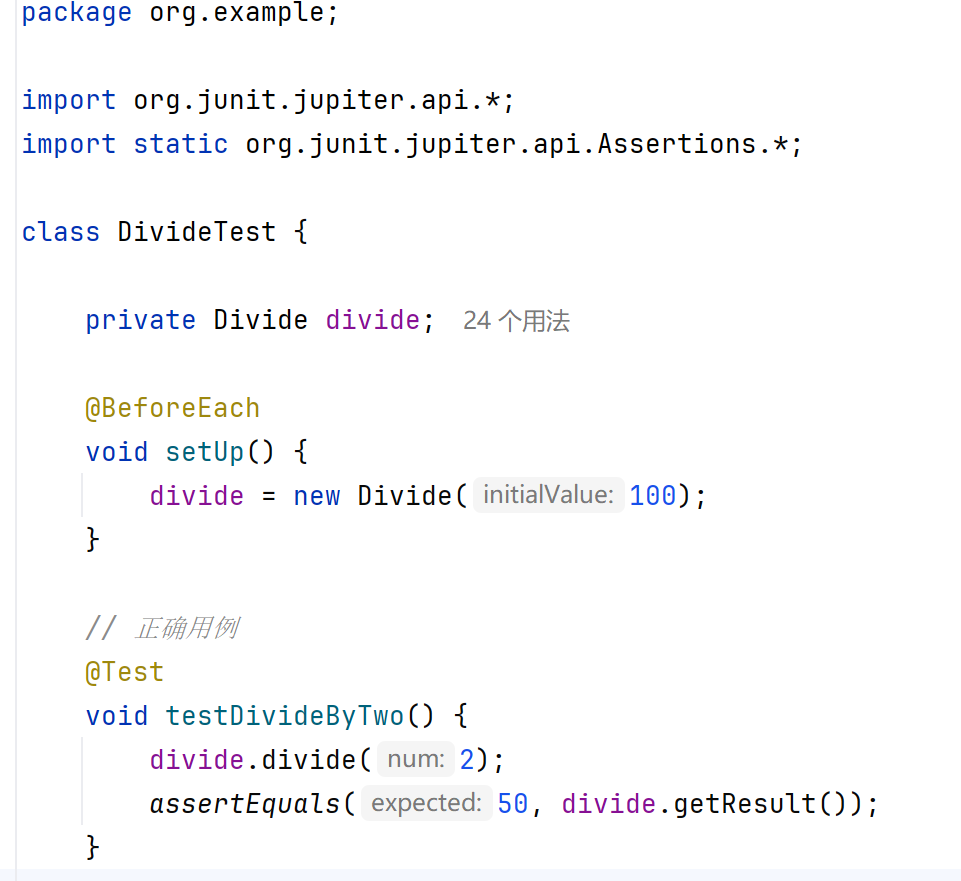 package org.example;
import org.junit.jupiter.api.*;
import static org.junit.jupiter.api.Assertions.*;
class DivideTest {
private Divide divide; 24 个用法
@BeforeEach
void setUp() {
divide = new Divide( initialValue: 100);
}
// 正确用例
@Test
void testDivideByTwo() {
divide.divide( num: 2);
assertEquals( expected: 50, divide.getResult());
}